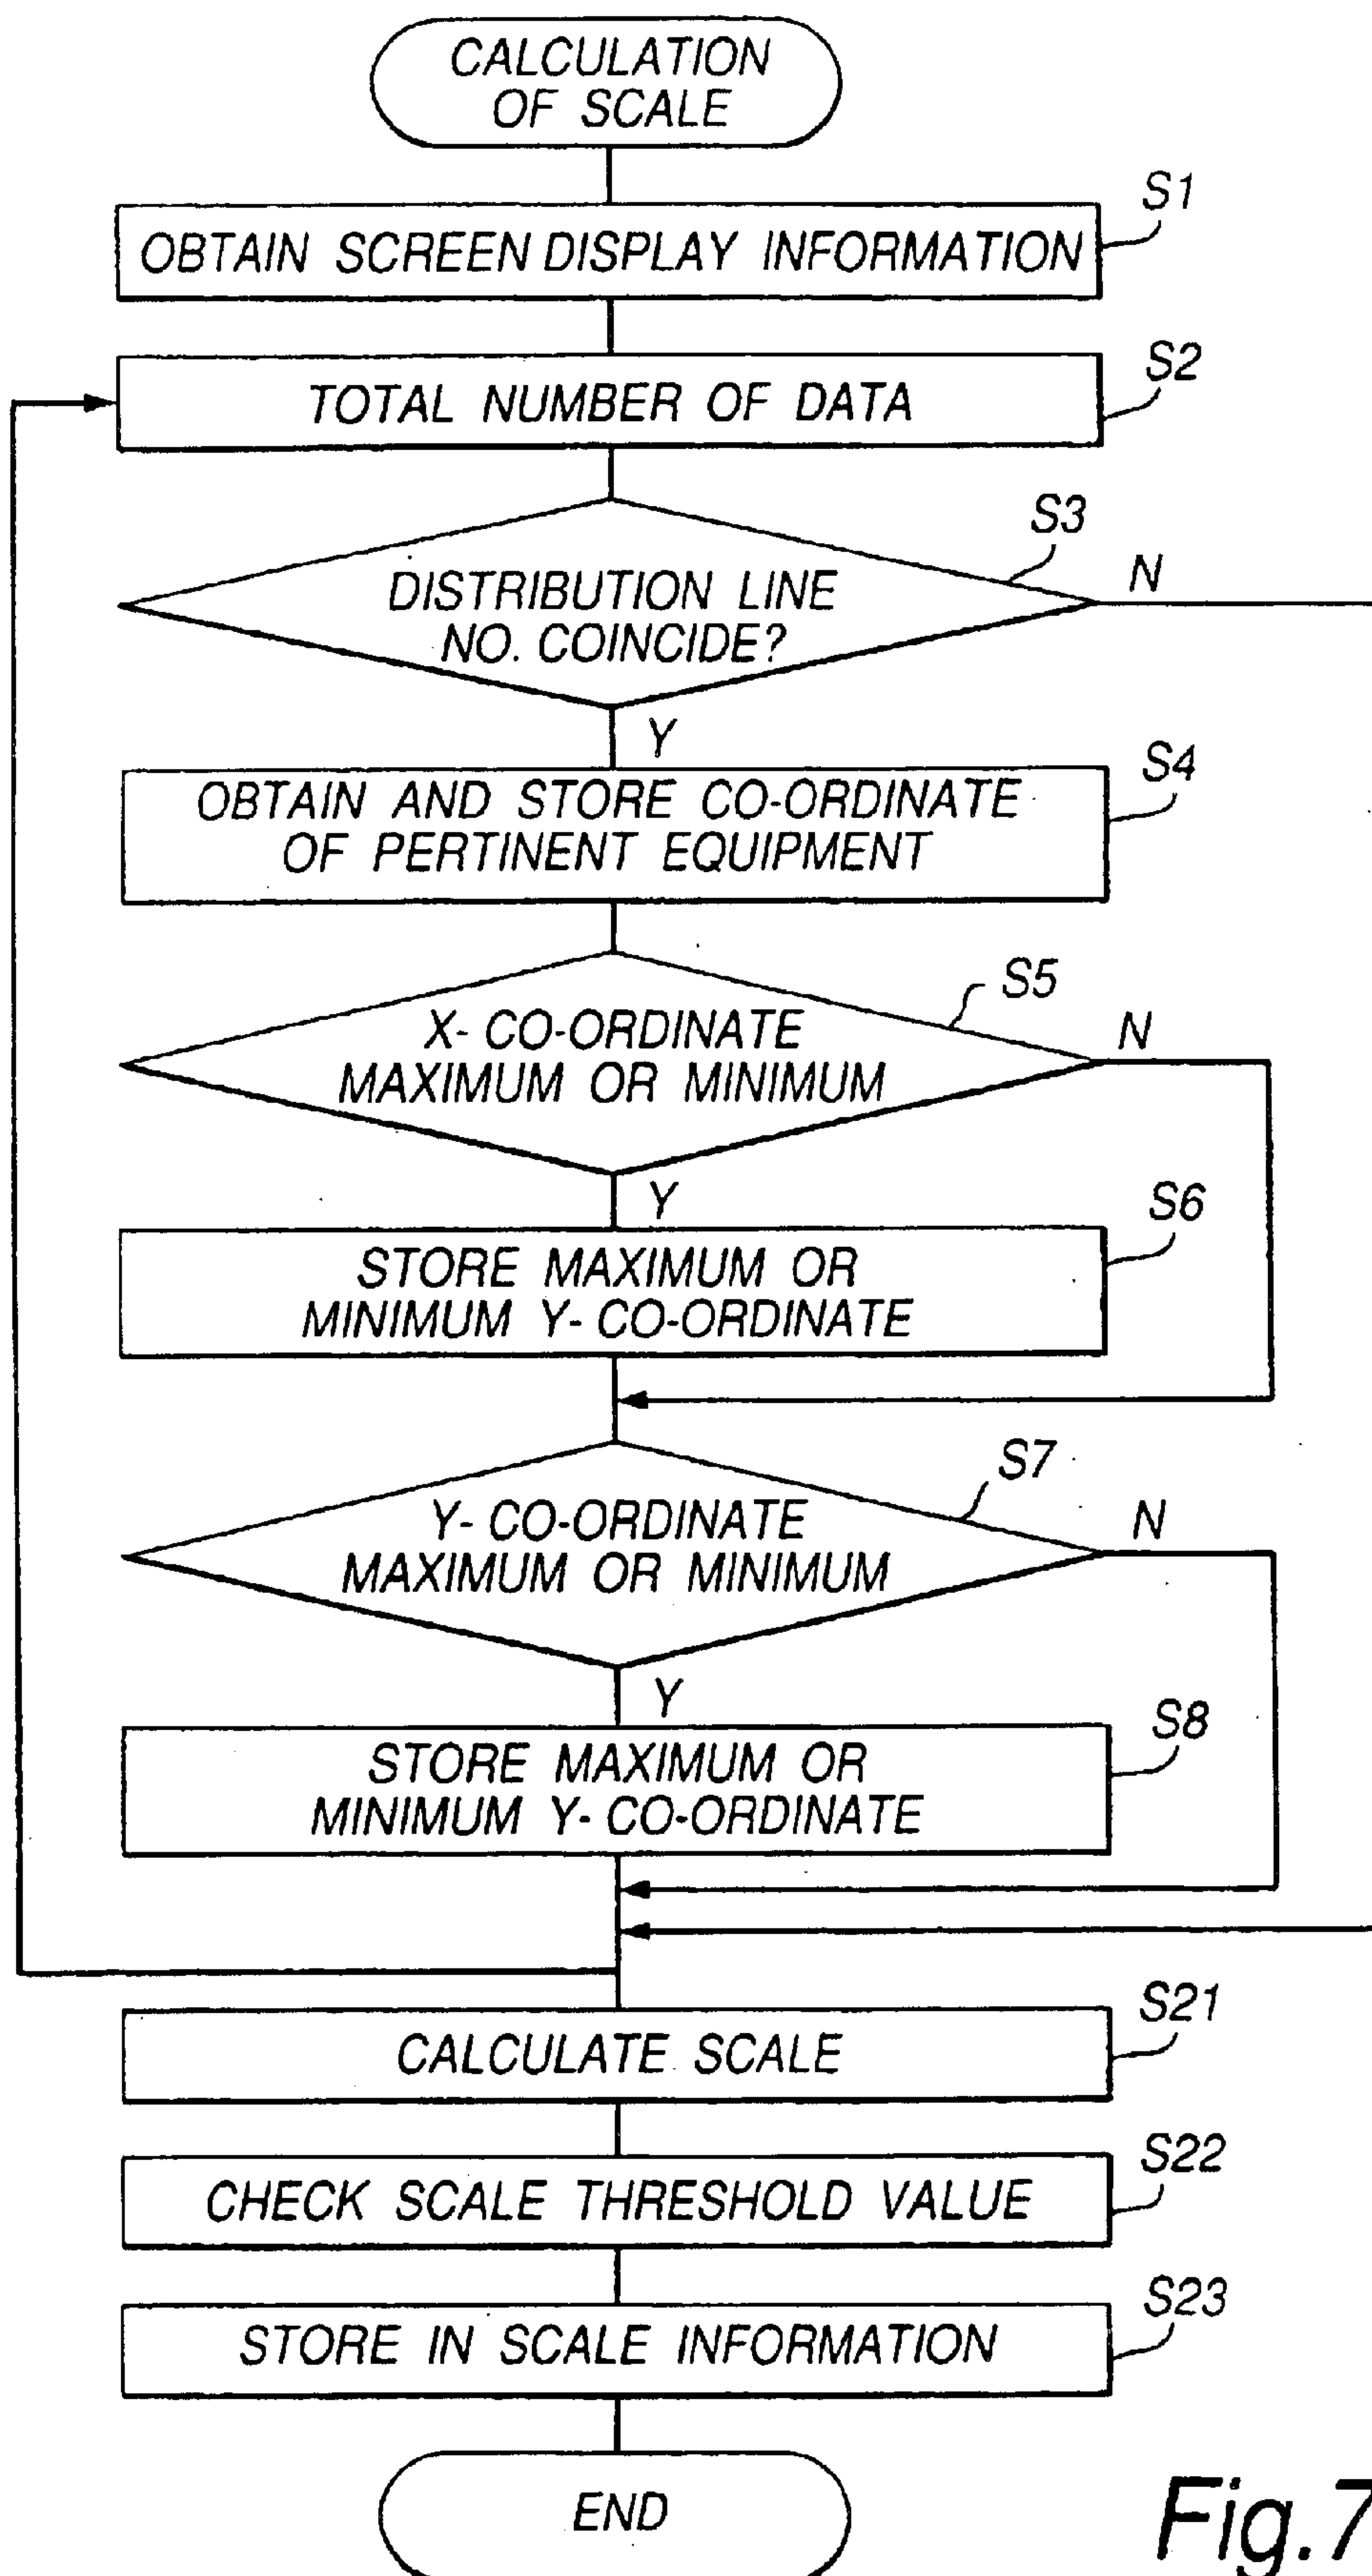 CALCULATION
OF SCALE
S1
OBTAIN SCREEN DISPLAY INFORMATION
S2
TOTAL NUMBER OF DATA
S3
DISTRIBUTION LINE
NO. COINCIDE?
N
Y
S4
OBTAIN AND STORE CO-ORDINATE
OF PERTINENT EQUIPMENT
S5
X- CO-ORDINATE
MAXIMUM OR MINIMUM
N
Y
S6
STORE MAXIMUM OR
MINIMUM Y- CO-ORDINATE
S7
Y- CO-ORDINATE
MAXIMUM OR MINIMUM
N
Y
S8
STORE MAXIMUM OR
MINIMUM Y- CO-ORDINATE
S21
CALCULATE SCALE
S22
CHECK SCALE THRESHOLD VALUE
S23
STORE IN SCALE INFORMATION
END
Fig.7